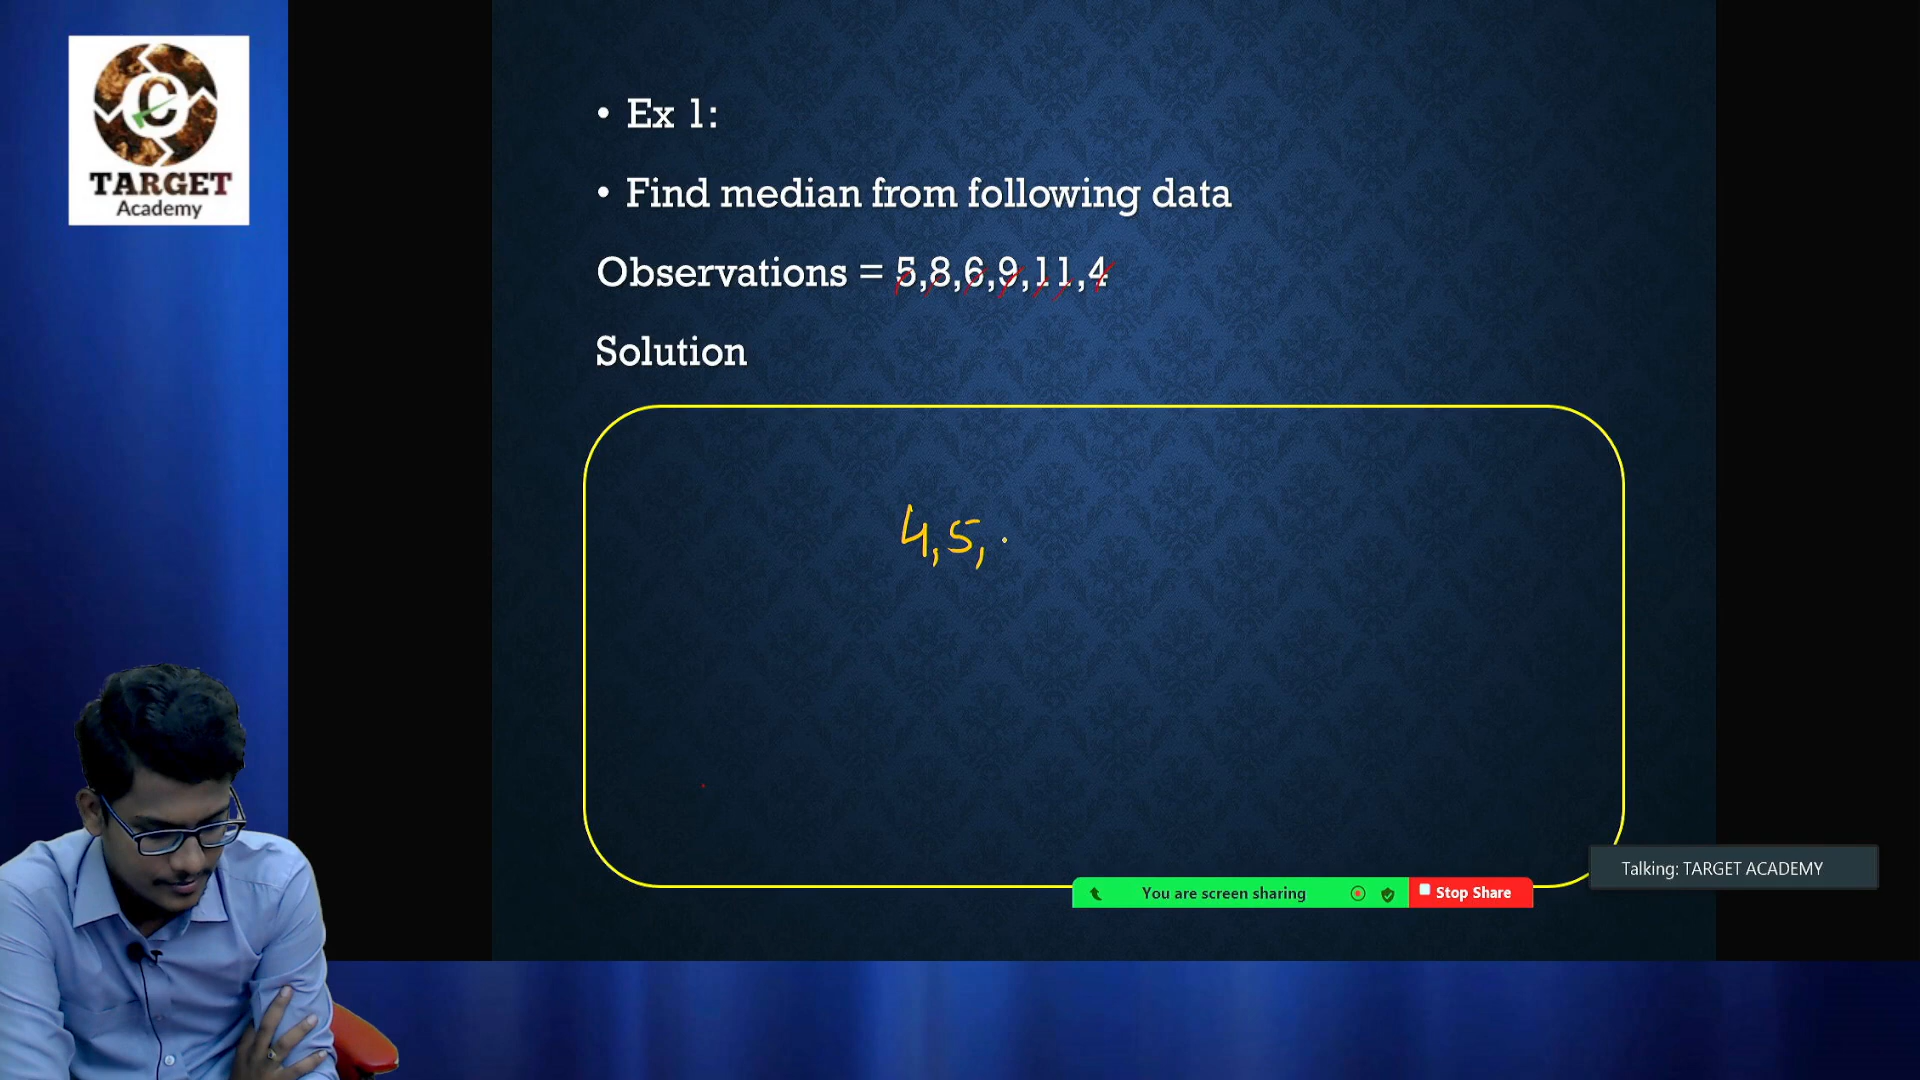 TARGET
Academy
• Ex 1:
• Find median from following data
Observations = 5,8,6,9,11,4
Solution
4,5,
Talking: TARGET ACADEMY
You are screen sharing
Stop Share